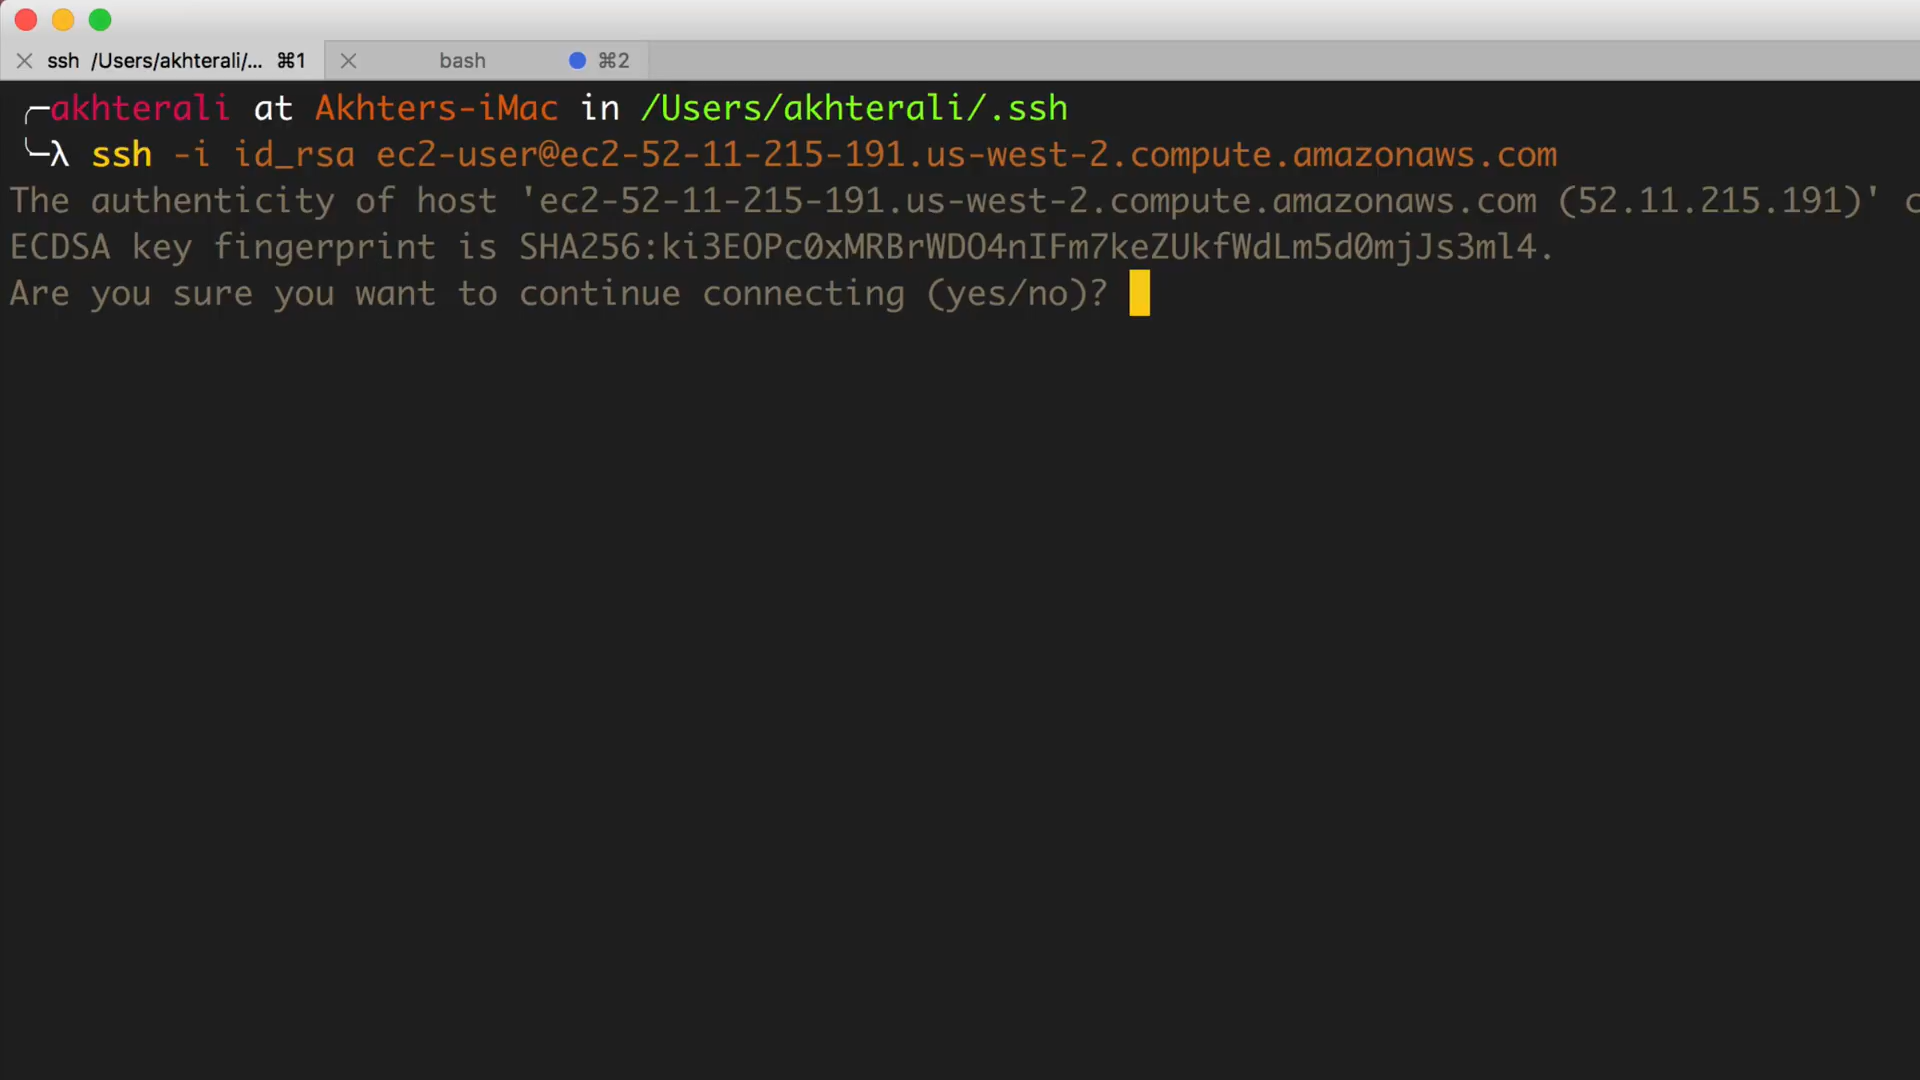 ssh /Users/akhterali/... ⌘1 bash ⌘2
akhterali at Akhters-iMac in /Users/akhterali/.ssh
λ ssh -i id_rsa ec2-user@ec2-52-11-215-191.us-west-2.compute.amazonaws.com
The authenticity of host 'ec2-52-11-215-191.us-west-2.compute.amazonaws.com (52.11.215.191)' c
ECDSA key fingerprint is SHA256:ki3EOPc0xMRBrWDO4nIFm7keZUkfWdLm5d0mjJs3ml4.
Are you sure you want to continue connecting (yes/no)?